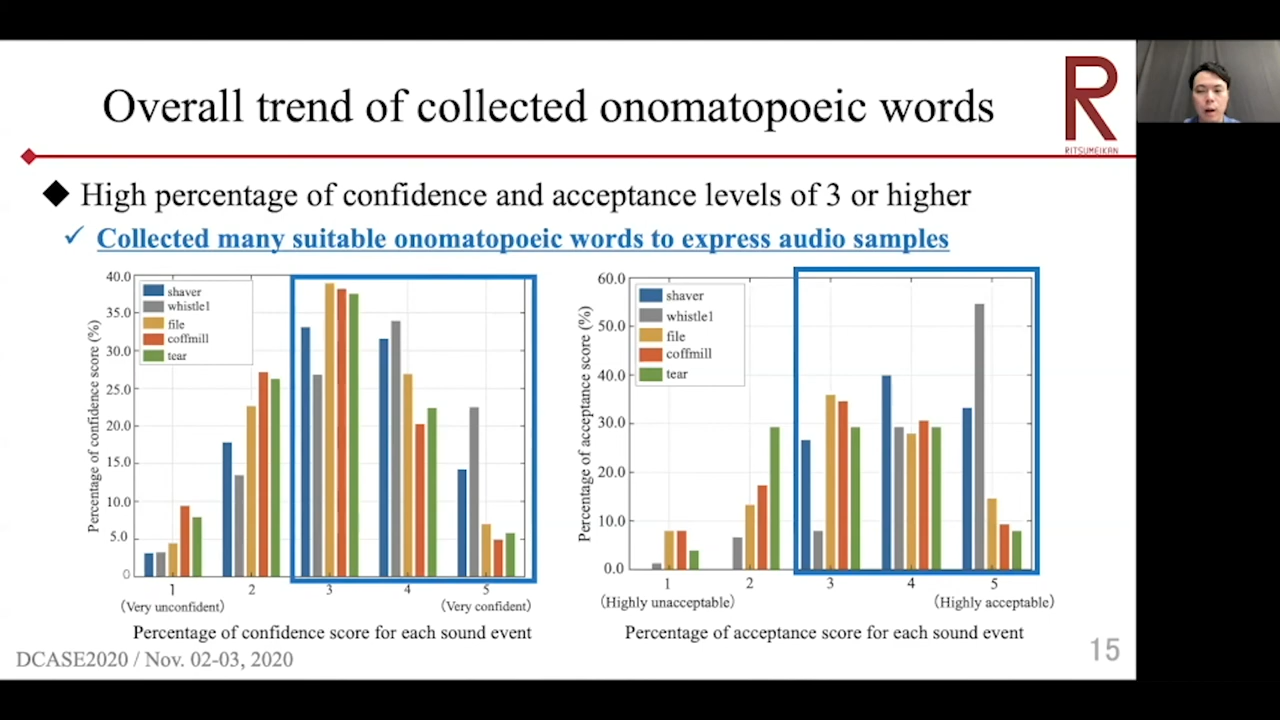 Overall trend of collected onomatopoeic words
RITSUMEIKAN
◆ High percentage of confidence and acceptance levels of 3 or higher
✓ Collected many suitable onomatopoeic words to express audio samples
Percentage of confidence score (%)
40.0
35.0
30.0
25.0
20.0
15.0
10.0
5.0
0
shaver
whistle1
file
coffmill
tear
1 2 3 4 5
(Very unconfident) (Very confident)
Percentage of confidence score for each sound event
Percentage of acceptance score (%)
60.0
50.0
40.0
30.0
20.0
10.0
0.0
shaver
whistle1
file
coffmill
tear
1 2 3 4 5
(Highly unacceptable) (Highly acceptable)
Percentage of acceptance score for each sound event
DCASE2020 / Nov. 02-03, 2020
15